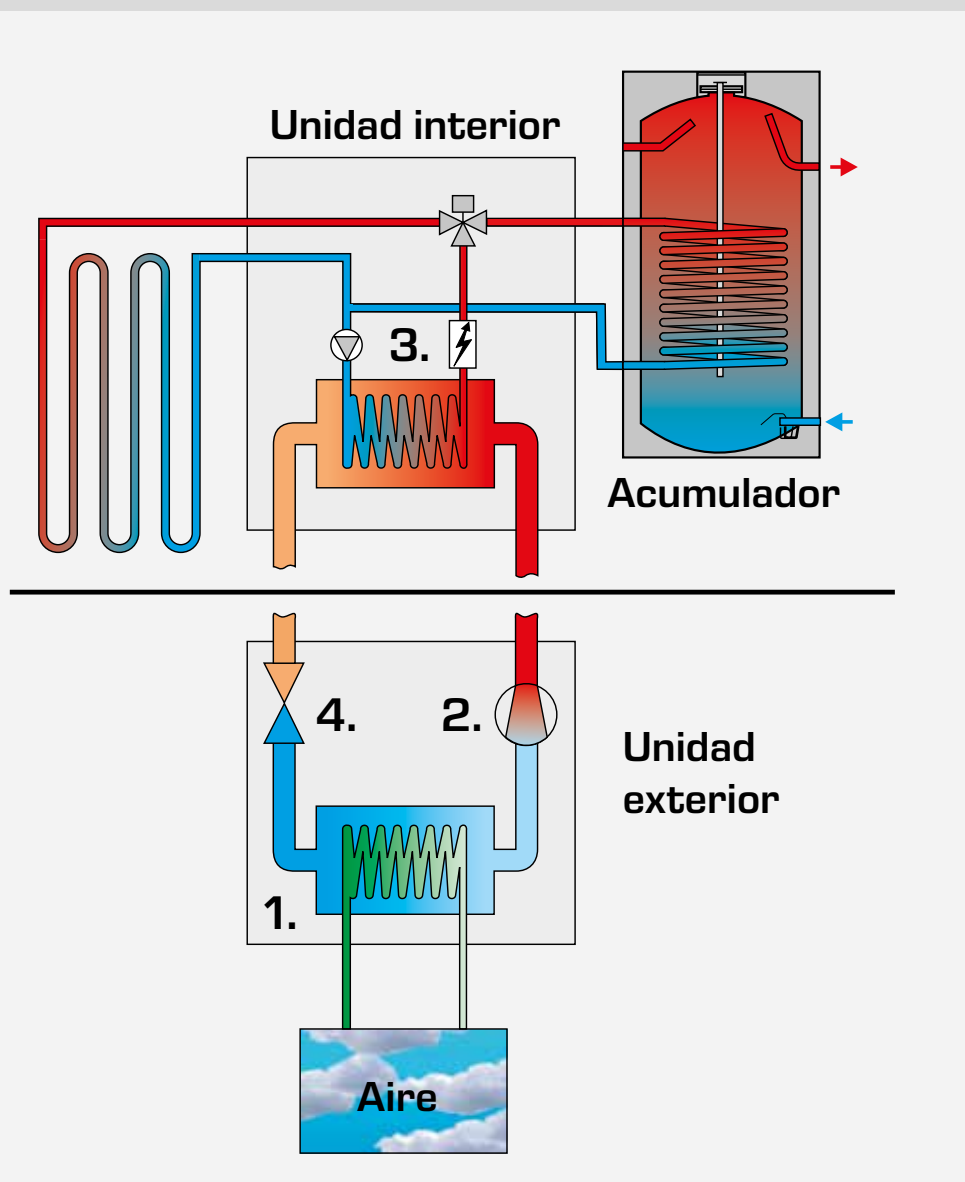 Unidad interior
3.
Acumulador
4.
2.
Unidad
exterior
1.
Aire